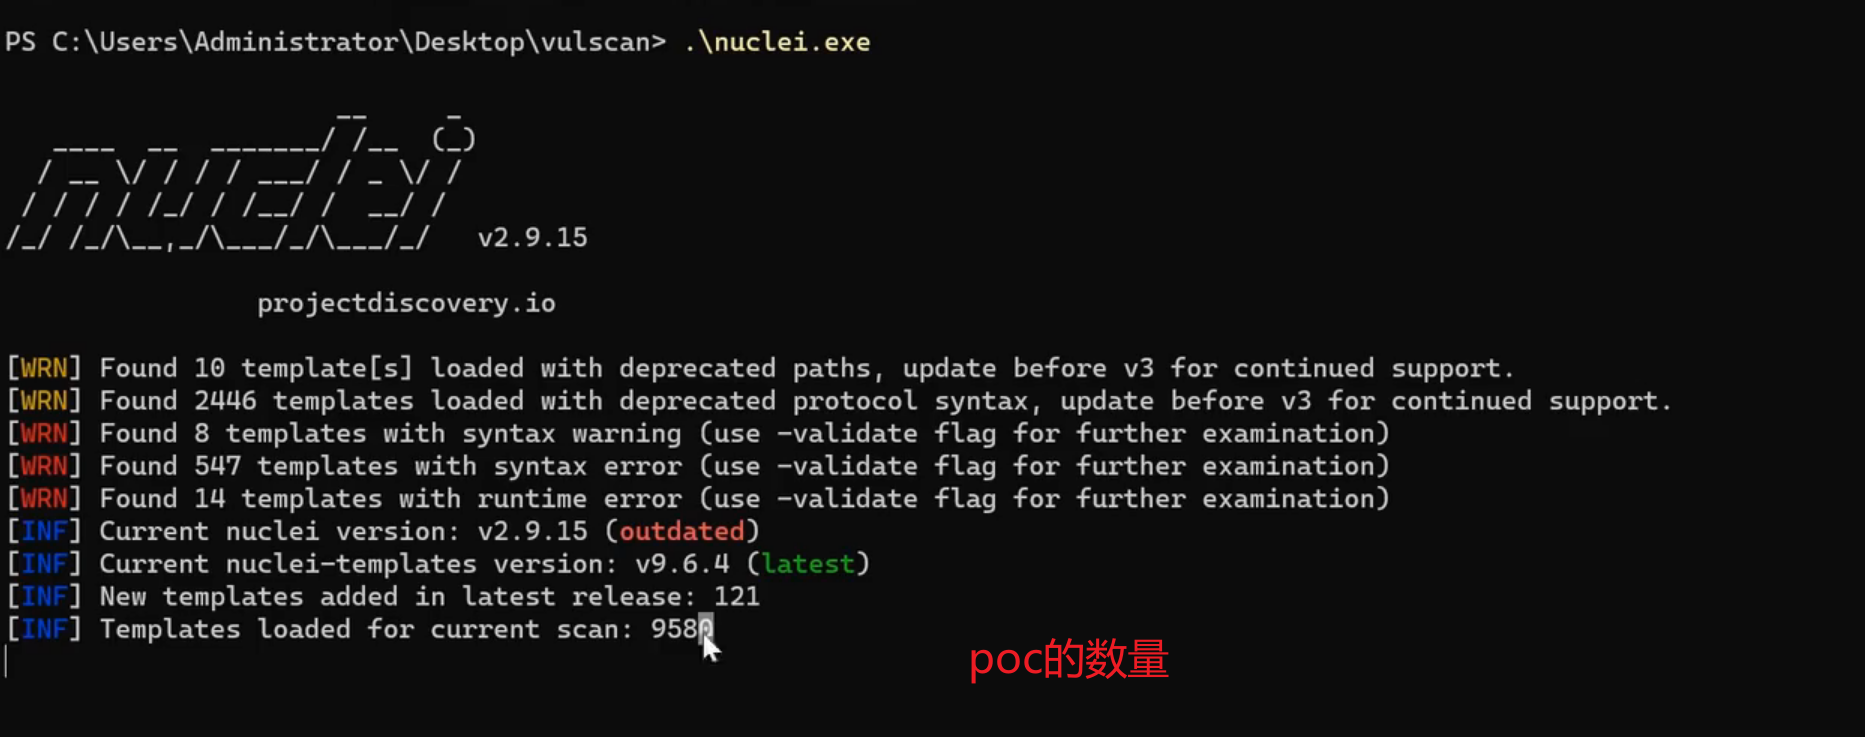 PS C:\Users\Administrator\Desktop\vulscan> .\nuclei.exe
nuclei v2.9.15
projectdiscovery.io
[WRN] Found 10 template[s] loaded with deprecated paths, update before v3 for continued support.
[WRN] Found 2446 templates loaded with deprecated protocol syntax, update before v3 for continued support.
[WRN] Found 8 templates with syntax warning (use -validate flag for further examination)
[WRN] Found 547 templates with syntax error (use -validate flag for further examination)
[WRN] Found 14 templates with runtime error (use -validate flag for further examination)
[INF] Current nuclei version: v2.9.15 (outdated)
[INF] Current nuclei-templates version: v9.6.4 (latest)
[INF] New templates added in latest release: 121
[INF] Templates loaded for current scan: 9580
poc的数量